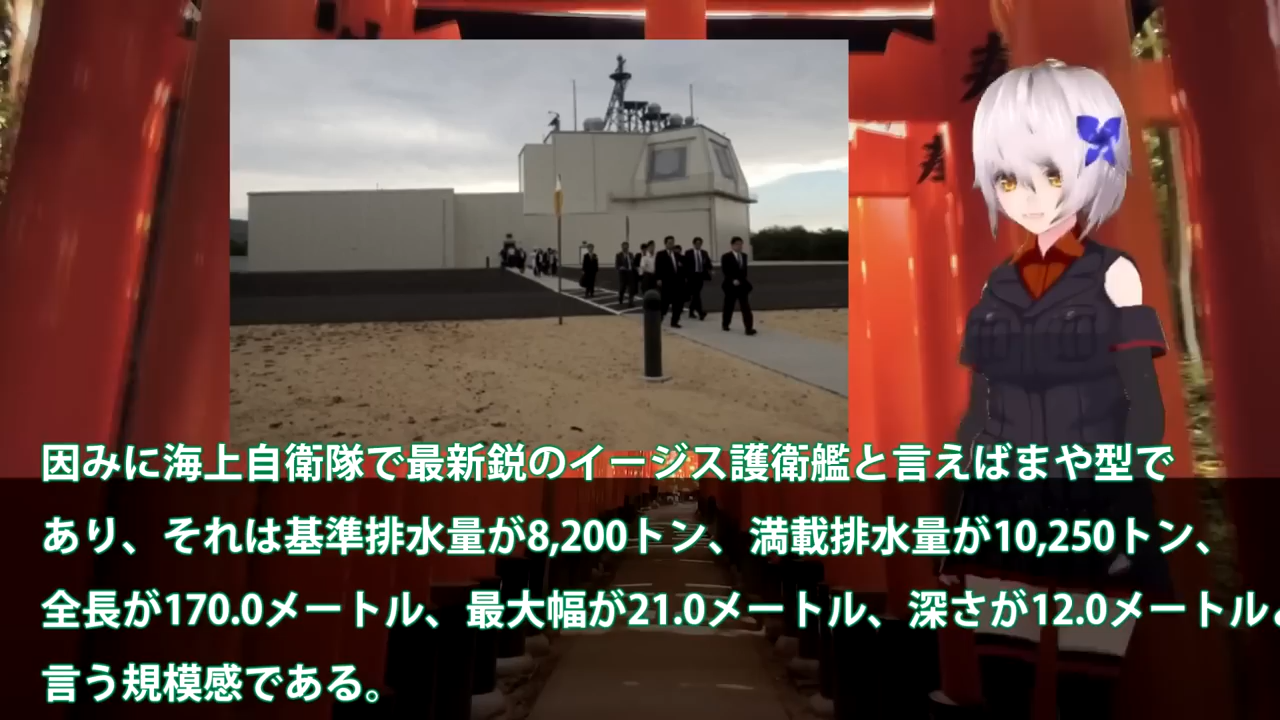 因みに海上自衛隊で最新鋭のイージス護衛艦と言えばまや型で
あり、それは基準排水量が8,200トン、満載排水量が10,250トン、
全長が170.0メートル、最大幅が21.0メートル、深さが12.0メートルと
言う規模感である。